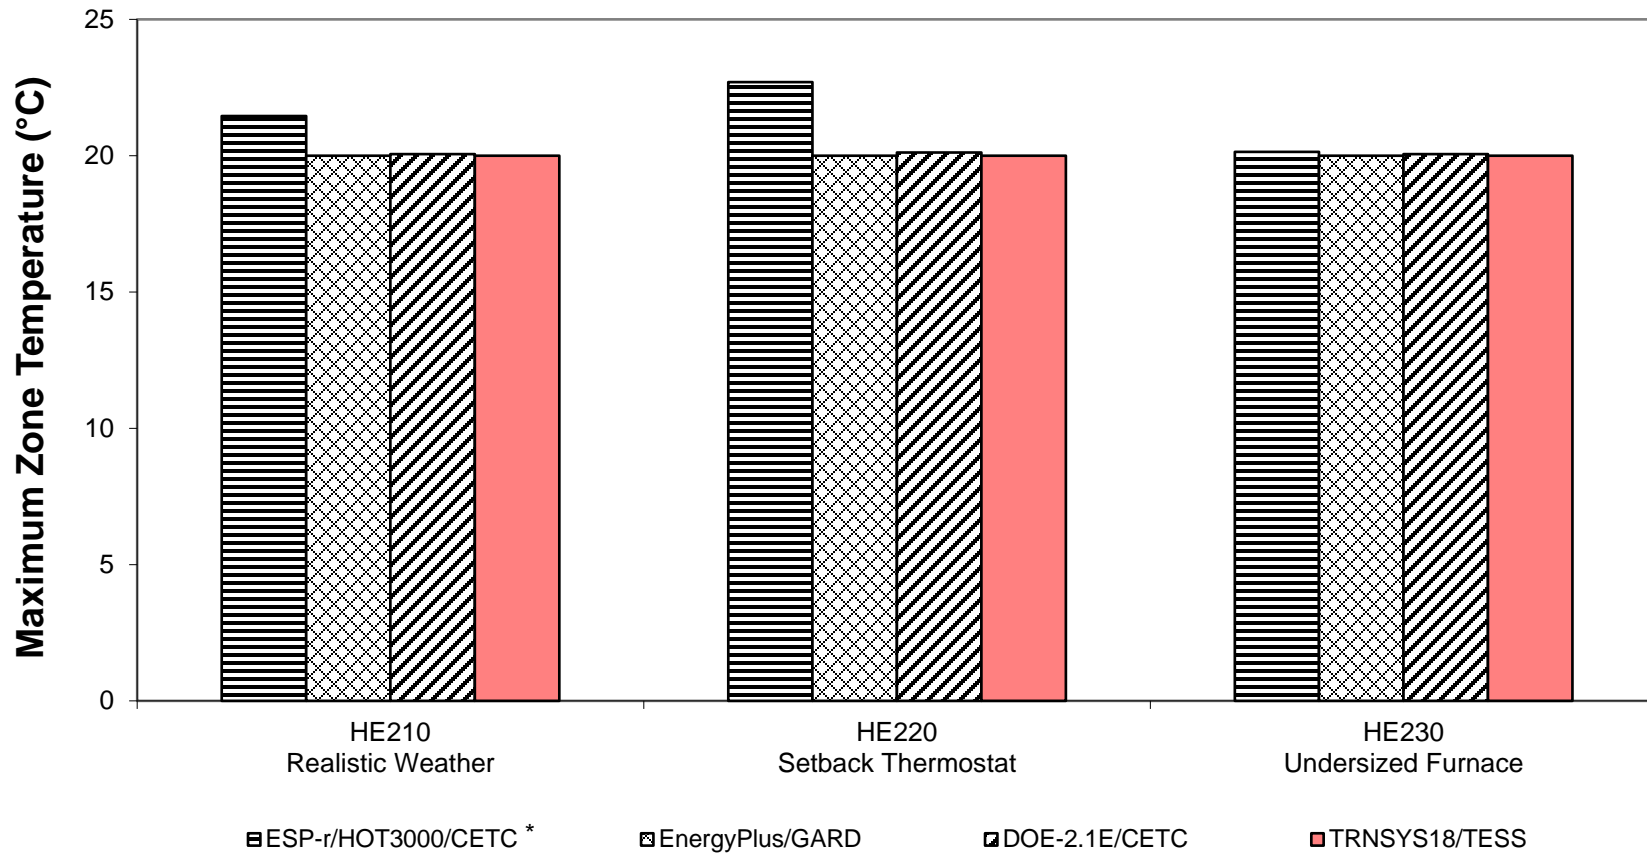 Maximum Zone Temperature (°C)
25
20
15
10
5
0
HE210
Realistic Weather
HE220
Setback Thermostat
HE230
Undersized Furnace
ESP-r/HOT3000/CETC *
EnergyPlus/GARD
DOE-2.1E/CETC
TRNSYS18/TESS